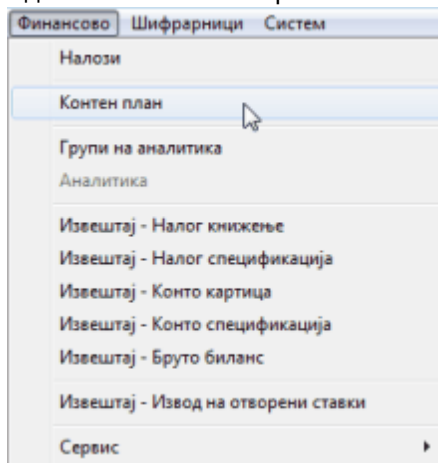 Финансово Шифрарници Систем
Налози
Контен план
Групи на аналитика
Аналитика
Извештај - Налог книжење
Извештај - Налог спецификација
Извештај - Конто картица
Извештај - Конто спецификација
Извештај - Бруто биланс
Извештај - Извод на отворени ставки
Сервис